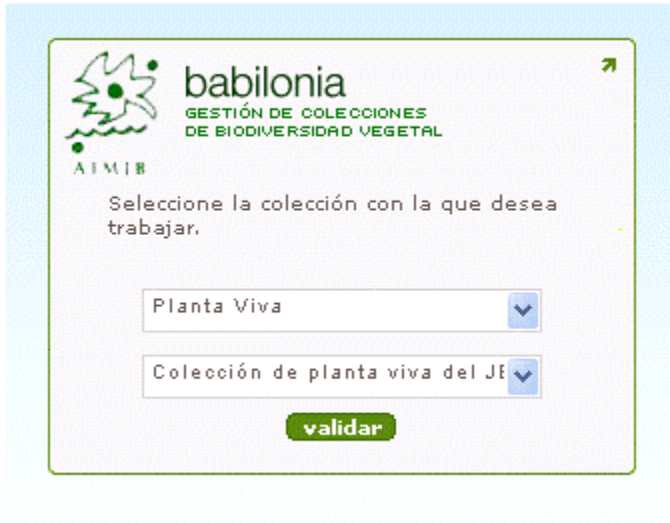 babilonia
GESTIÓN DE COLECCIONES
DE BIODIVERSIDAD VEGETAL
AIMJB
Seleccione la colección con la que desea
trabajar.
Planta Viva
Colección de planta viva del
validar